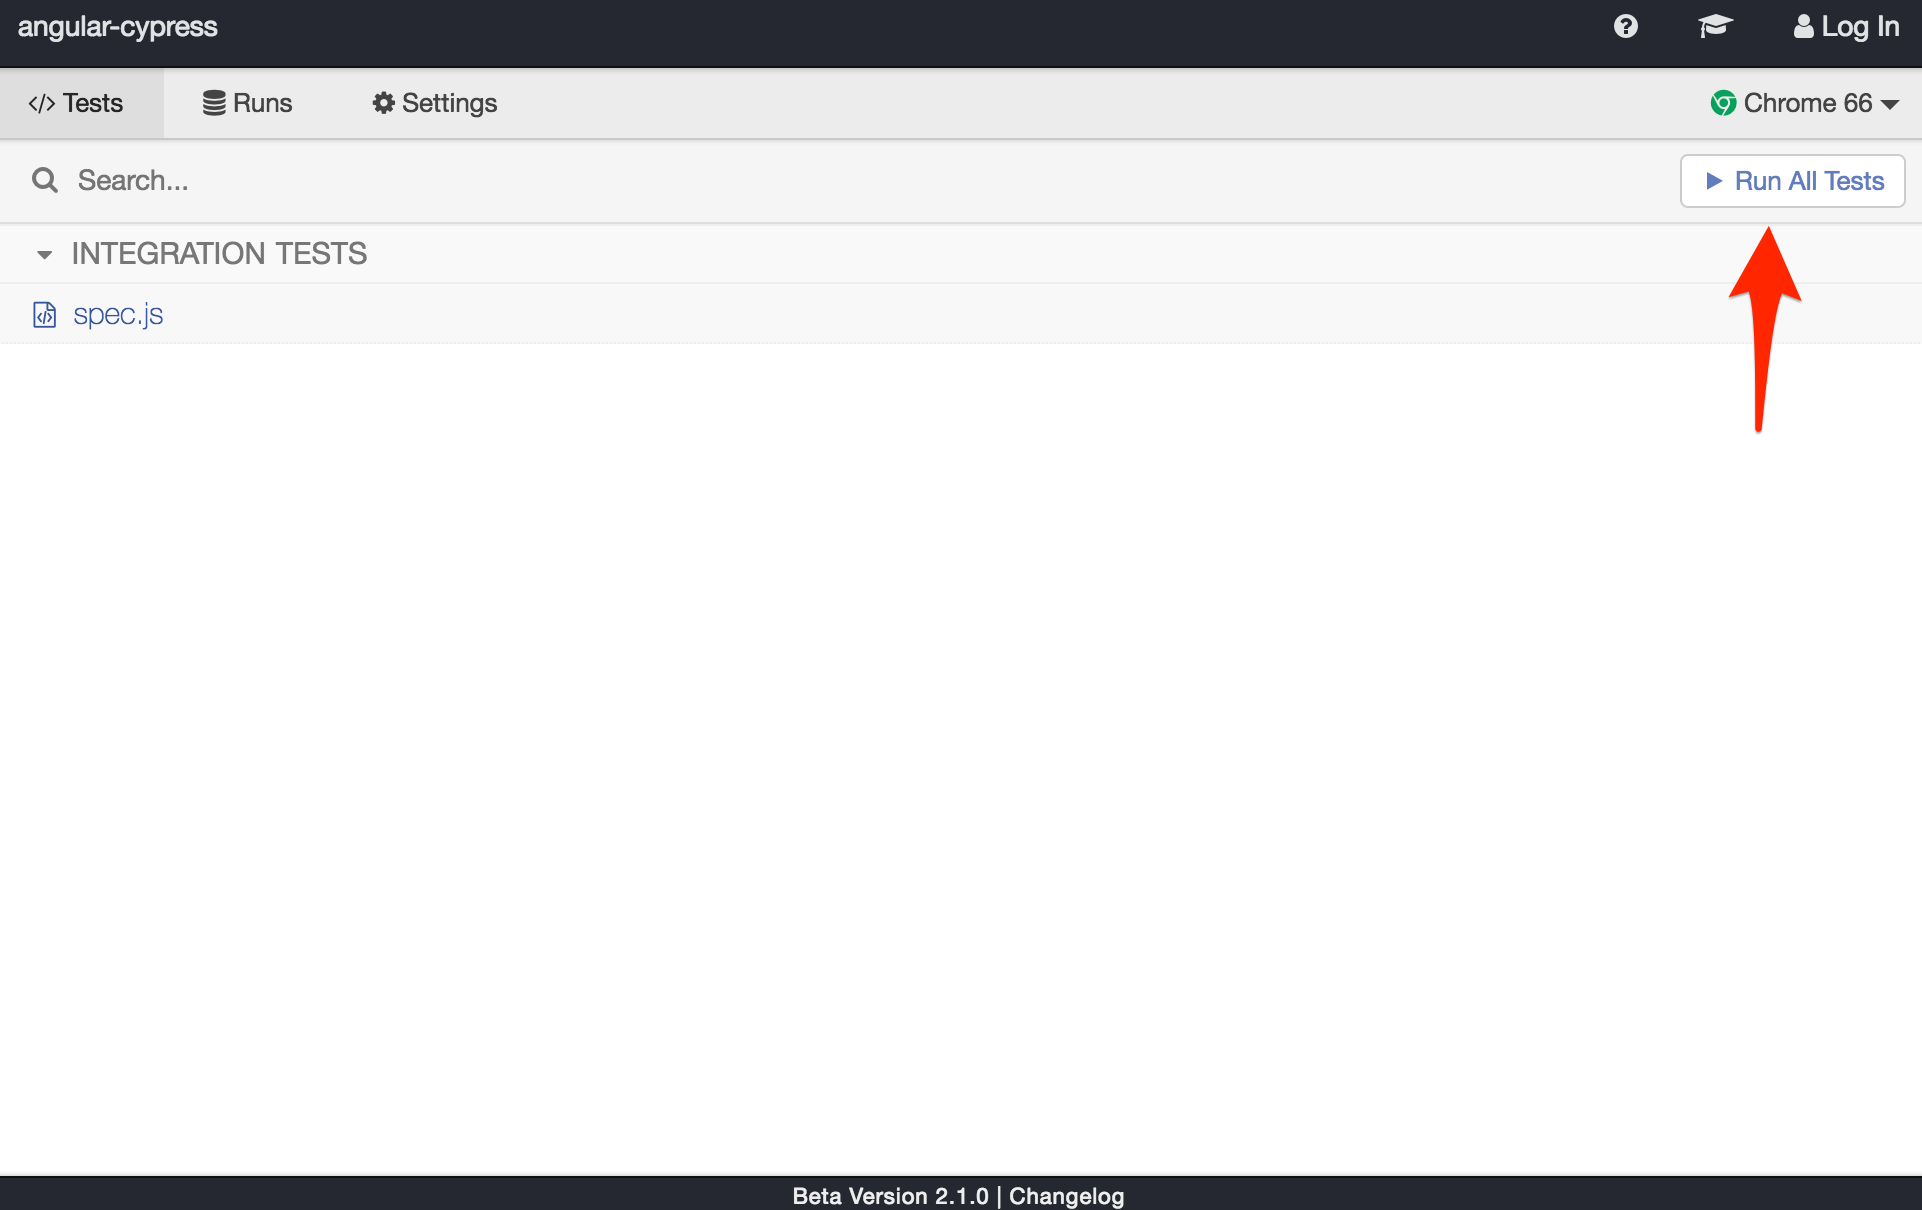 angular-cypress
Log In
</> Tests
Runs
Settings
Chrome 66
Search...
Run All Tests
INTEGRATION TESTS
spec.js
Beta Version 2.1.0 | Changelog